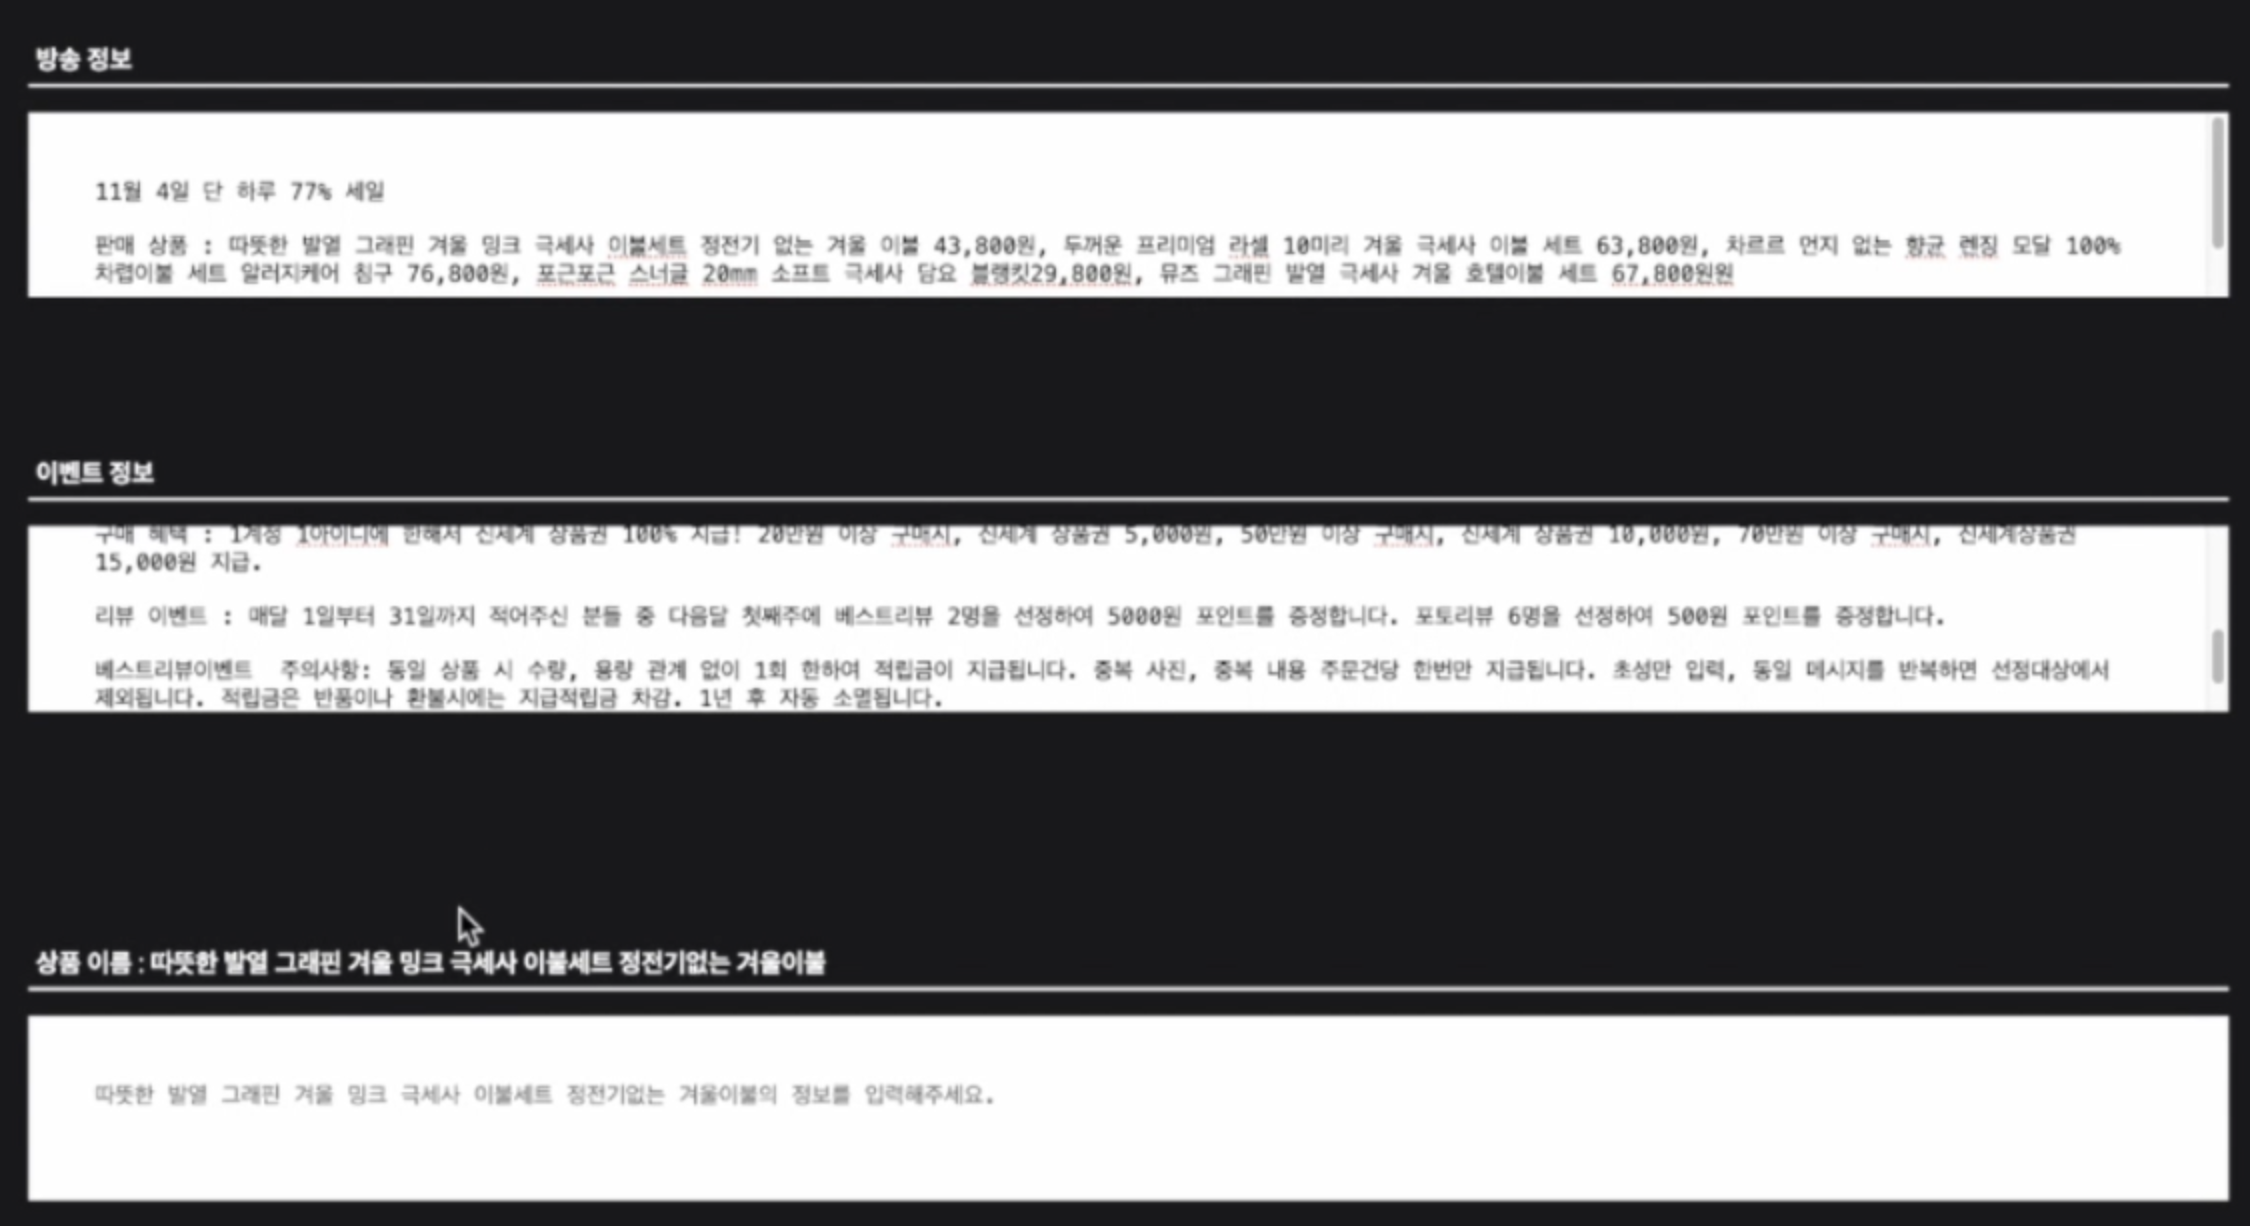 방송 정보
11월 4일 단 하루 77% 세일
판매 상품 : 따뜻한 발열 그래핀 겨울 밍크 극세사 이불세트 정전기 없는 겨울 이불 43,800원, 두꺼운 프리미엄 라셀 10미리 겨울 극세사 이불 세트 63,800원, 차르르 먼지 없는 향균 렌징 모달 100%
차렵이불 세트 알러지케어 침구 76,800원, 포근포근 스너글 20mm 소프트 극세사 담요 블랭킷29,800원, 뮤즈 그래핀 발열 극세사 겨울 호텔이불 세트 67,800원원
이벤트 정보
구매 혜택 : 1계정 1아이디에 한해서 신세계 상품권 100% 지급! 20만원 이상 구매시, 신세계 상품권 5,000원, 50만원 이상 구매시, 신세계 상품권 10,000원, 70만원 이상 구매시, 신세계상품권
15,000원 지급.
리뷰 이벤트 : 매달 1일부터 31일까지 적어주신 분들 중 다음달 첫째주에 베스트리뷰 2명을 선정하여 5000원 포인트를 증정합니다. 포토리뷰 6명을 선정하여 500원 포인트를 증정합니다.
베스트리뷰이벤트  주의사항: 동일 상품 시 수량, 용량 관계 없이 1회 한하여 적립금이 지급됩니다. 중복 사진, 중복 내용 주문건당 한번만 지급됩니다. 초성만 입력, 동일 메시지를 반복하면 선정대상에서
제외됩니다. 적립금은 반품이나 환불시에는 지급적립금 차감. 1년 후 자동 소멸됩니다.
상품 이름 : 따뜻한 발열 그래핀 겨울 밍크 극세사 이불세트 정전기없는 겨울이불
따뜻한 발열 그래핀 겨울 밍크 극세사 이불세트 정전기없는 겨울이불의 정보를 입력해주세요.